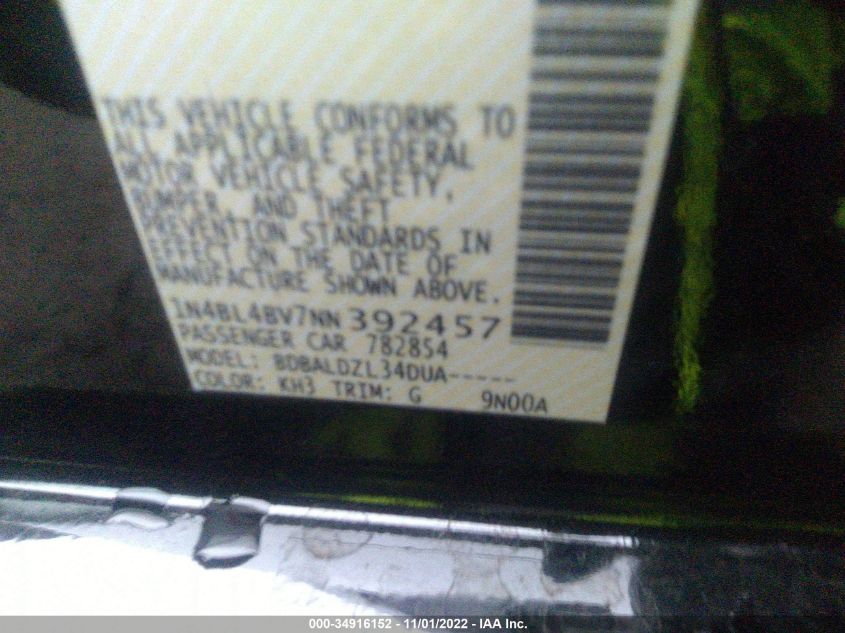 THIS VEHICLE CONFORMS TO
ALL APPLICABLE FEDERAL
MOTOR VEHICLE SAFETY,
BUMPER, AND THEFT
PREVENTION STANDARDS IN
EFFECT ON THE DATE OF
MANUFACTURE SHOWN ABOVE.
1N4BL4BV7NN392457
PASSENGER CAR 782854
MODEL: BDBALDZL34DUA-----
COLOR: KH3 TRIM: G 9N00A
000-34916152 - 11/01/2022 - IAA Inc.